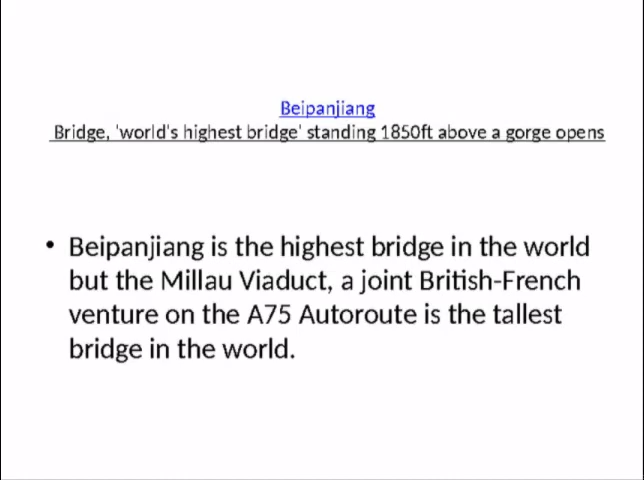 Beipanjiang
Bridge, 'world's highest bridge' standing 1850ft above a gorge opens
• Beipanjiang is the highest bridge in the world
but the Millau Viaduct, a joint British-French
venture on the A75 Autoroute is the tallest
bridge in the world.